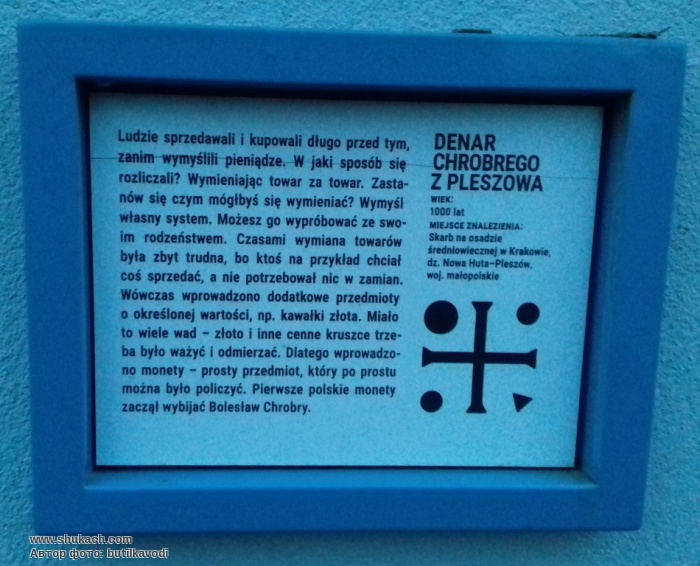 Ludzie sprzedawali i kupowali długo przed tym,
zanim wymyślili pieniądze. W jaki sposób się
rozliczali? Wymieniając towar za towar. Zasta-
nów się czym mógłbyś się wymieniać? Wymyśl
własny system. Możesz go wypróbować ze swo-
im rodzeństwem. Czasami wymiana towarów
była zbyt trudna, bo ktoś na przykład chciał
coś sprzedać, a nie potrzebował nic w zamian.
Wówczas wprowadzono dodatkowe przedmioty
o określonej wartości, np. kawałki złota. Miało
to wiele wad – złoto i inne cenne kruszce trze-
ba było ważyć i odmierzać. Dlatego wprowadzo-
no monety – prosty przedmiot, który po prostu
można było policzyć. Pierwsze polskie monety
zaczął wybijać Bolesław Chrobry.
DENAR
CHROBREGO
Z PLESZOWA
WIEK:
1000 lat
MIEJSCE ZNALEZIENIA:
Skarb na osadzie
średniowiecznej w Krakowie,
dz. Nowa Huta–Pleszów,
woj. małopolskie
www.shukach.com
Автор фото: butilkavodi